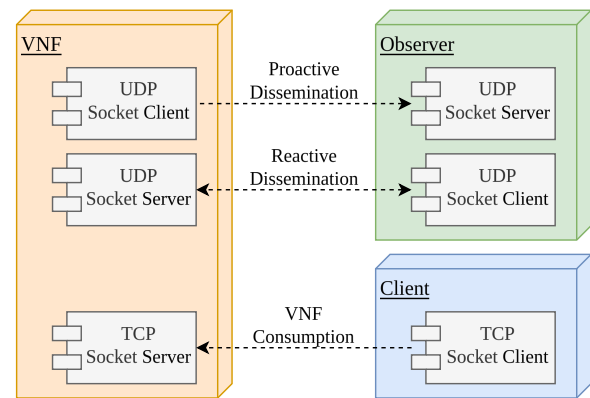 VNF
Observer
UDP
Socket Client
Proactive
Dissemination
UDP
Socket Server
UDP
Socket Server
Reactive
Dissemination
UDP
Socket Client
Client
TCP
Socket Server
VNF
Consumption
TCP
Socket Client